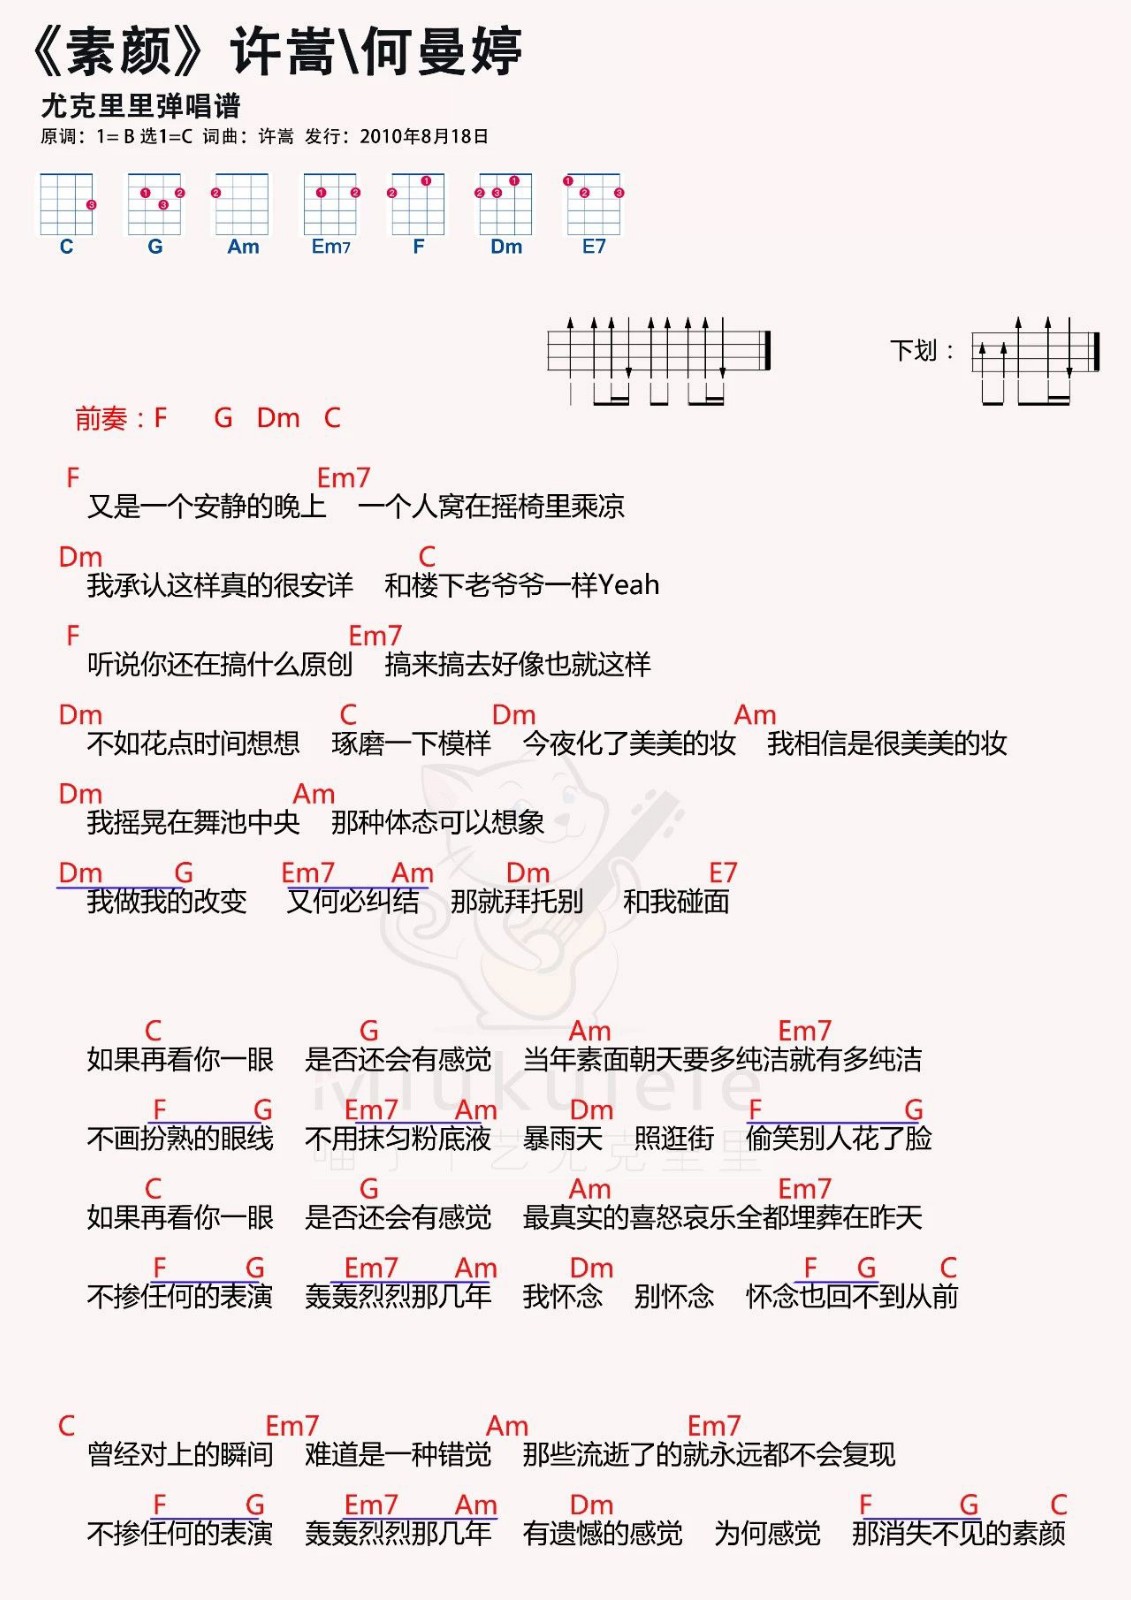 《素颜》许嵩\何曼婷
尤克里里弹唱谱
原调：1= B 选1=C 词曲：许嵩 发行：2010年8月18日
C G Am Em7 F Dm E7
下划：
前奏：F G Dm C
F Em7
又是一个安静的晚上 一个人窝在摇椅里乘凉
Dm C
我承认这样真的很安详 和楼下老爷爷一样Yeah
F Em7
听说你还在搞什么原创 搞来搞去好像也就这样
Dm C Dm Am
不如花点时间想想 琢磨一下模样 今夜化了美美的妆 我相信是很美美的妆
Dm Am
我摇晃在舞池中央 那种体态可以想象
Dm G Em7 Am Dm E7
我做我的改变 又何必纠结 那就拜托别 和我碰面
C G Am Em7
如果再看你一眼 是否还会有感觉 当年素面朝天要多纯洁就有多纯洁
F G Em7 Am Dm F G
不画扮熟的眼线 不用抹匀粉底液 暴雨天 照逛街 偷笑别人花了脸
Miukulele
喵了个艺尤克里里
C G Am Em7
如果再看你一眼 是否还会有感觉 最真实的喜怒哀乐全都埋葬在昨天
F G Em7 Am Dm F G C
不掺任何的表演 轰轰烈烈那几年 我怀念 别怀念 怀念也回不到从前
C Em7 Am Em7
曾经对上的瞬间 难道是一种错觉 那些流逝了的就永远都不会复现
F G Em7 Am Dm F G C
不掺任何的表演 轰轰烈烈那几年 有遗憾的感觉 为何感觉 那消失不见的素颜